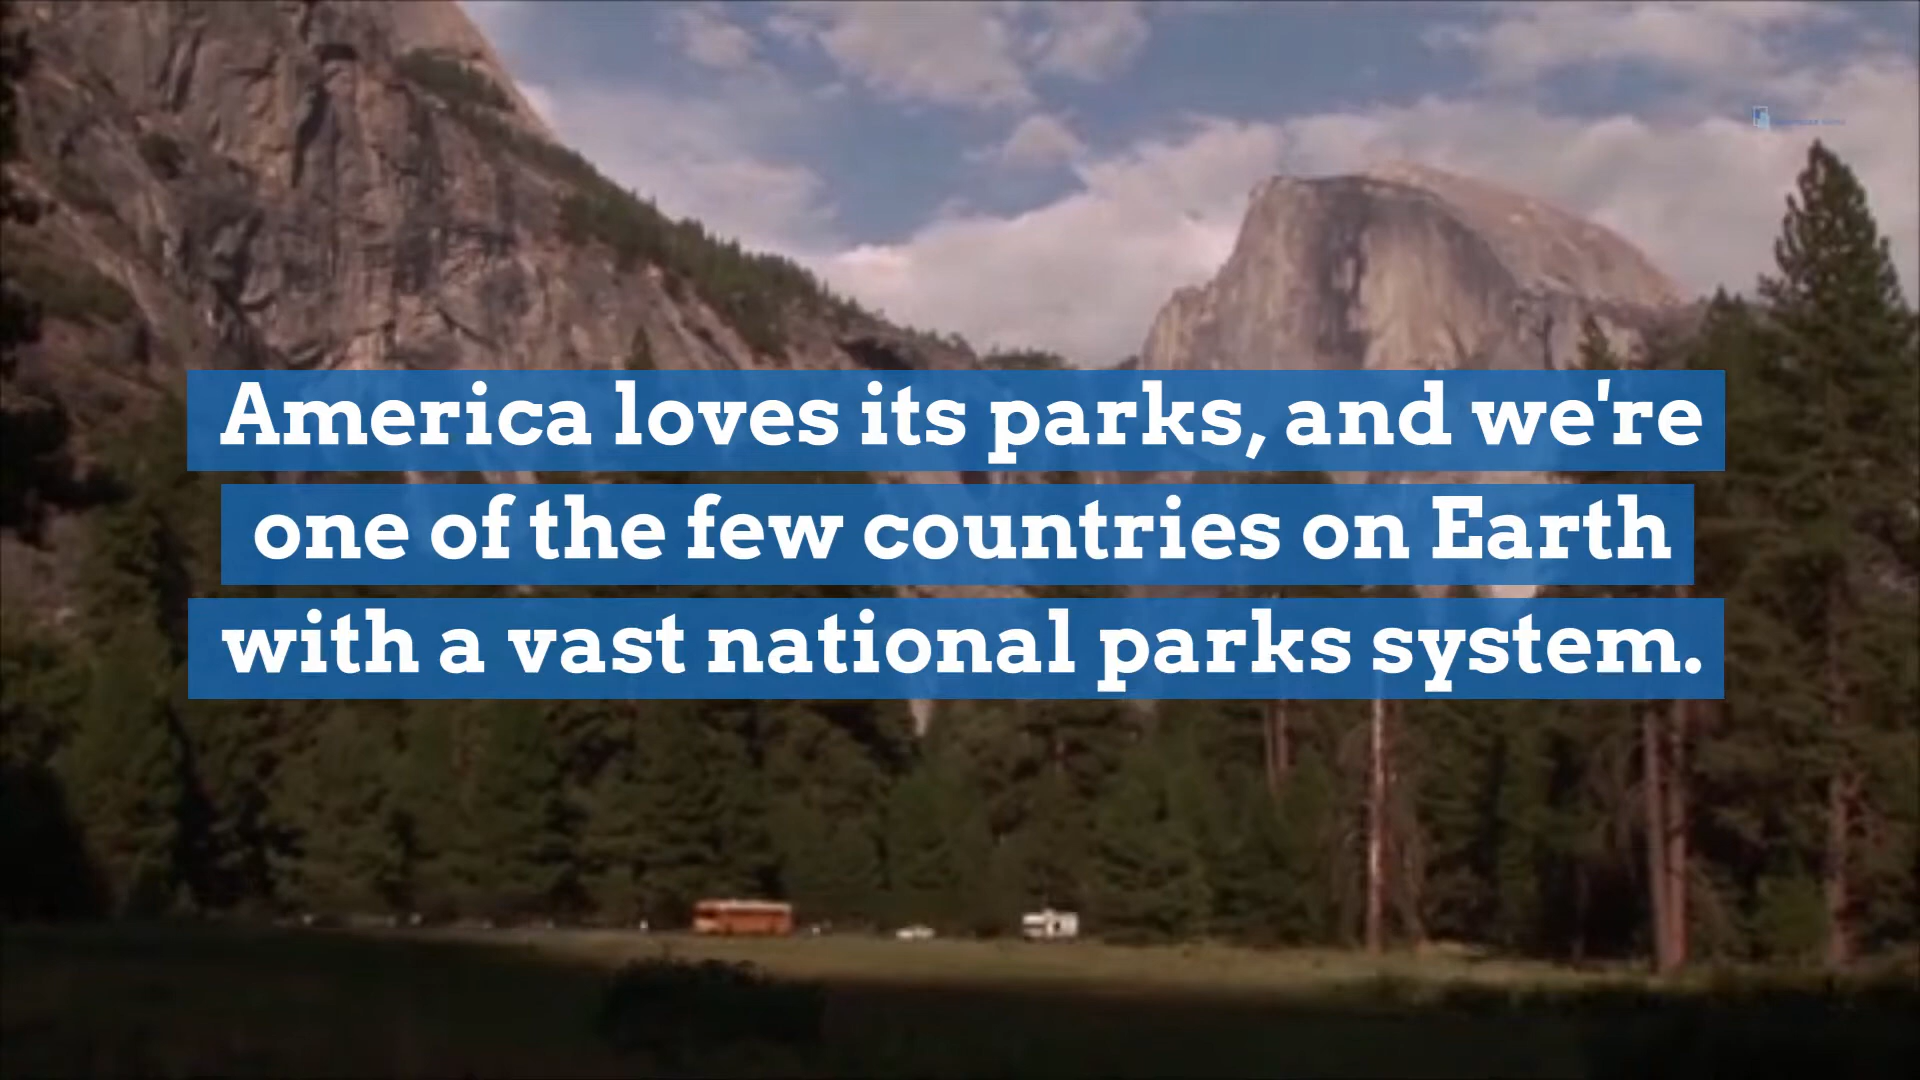 America loves its parks, and we're
one of the few countries on Earth
with a vast national parks system.